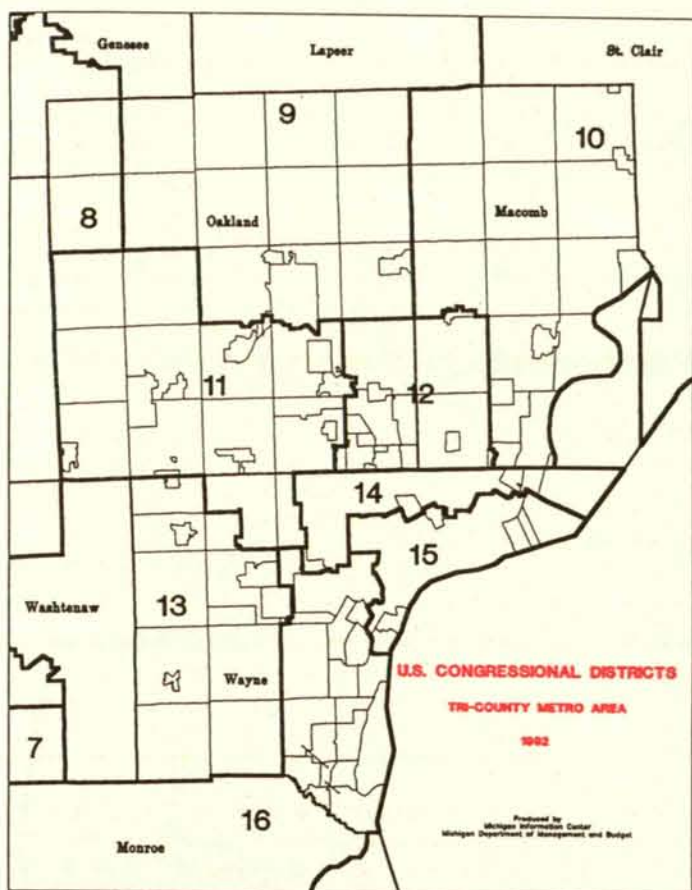 Genesee
Lapeer
St. Clair
9
10
8
Oakland
Macomb
11
12
14
15
Washtenaw
13
Wayne
U.S. CONGRESSIONAL DISTRICTS
TRI-COUNTY METRO AREA
1992
7
16
Monroe
Produced by
Michigan Information Center
Michigan Department of Management and Budget